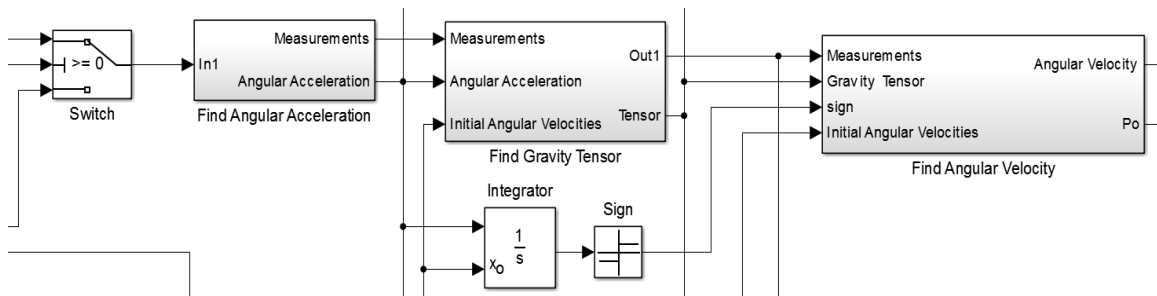 >= 0
Switch
In1
Measurements
Angular Acceleration
Find Angular Acceleration
Measurements
Angular Acceleration
Initial Angular Velocities
Out1
Tensor
Find Gravity Tensor
Integrator
1
s
xo
Sign
Measurements
Gravity Tensor
sign
Initial Angular Velocities
Angular Velocity
Po
Find Angular Velocity